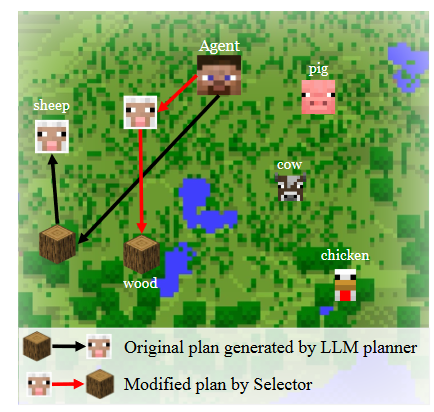 Agent
pig
sheep
cow
chicken
wood
Original plan generated by LLM planner
Modified plan by Selector